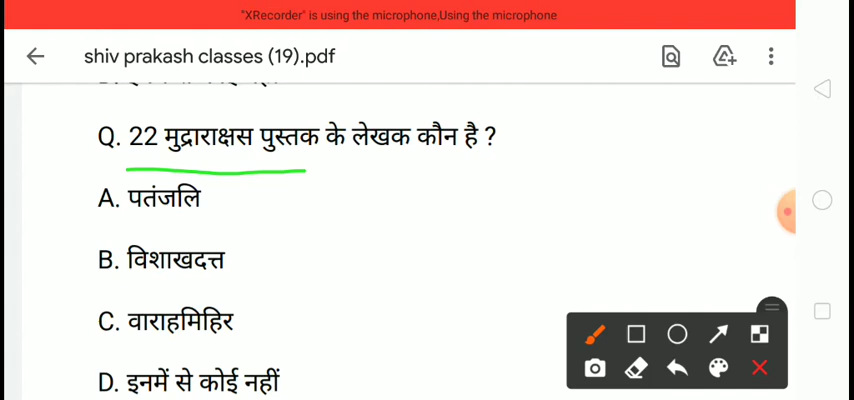 "XRecorder" is using the microphone,Using the microphone
shiv prakash classes (19).pdf
Q. 22 मुद्राराक्षस पुस्तक के लेखक कौन है ?
A. पतंजलि
B. विशाखदत्त
C. वाराहमिहिर
D. इनमें से कोई नहीं